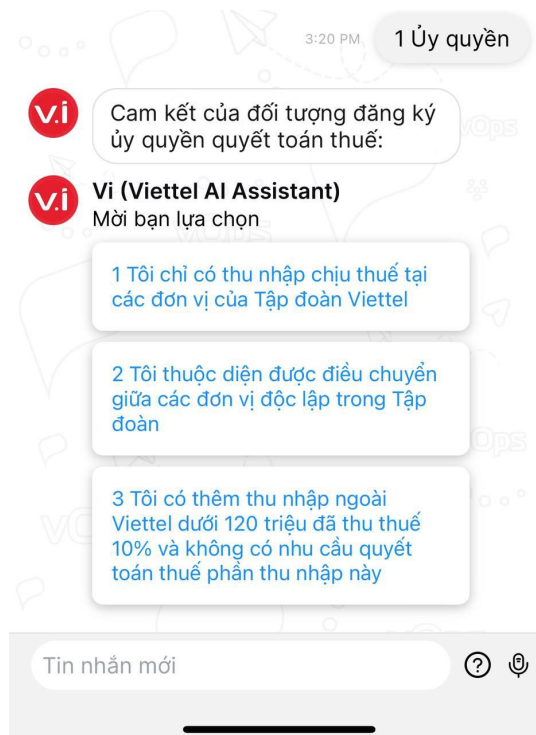 3:20 PM 1 Ủy quyền
V.i
Cam kết của đối tượng đăng ký
ủy quyền quyết toán thuế:
V.i
Vi (Viettel AI Assistant)
Mời bạn lựa chọn
1 Tôi chỉ có thu nhập chịu thuế tại
các đơn vị của Tập đoàn Viettel
2 Tôi thuộc diện được điều chuyển
giữa các đơn vị độc lập trong Tập
đoàn
3 Tôi có thêm thu nhập ngoài
Viettel dưới 120 triệu đã thu thuế
10% và không có nhu cầu quyết
toán thuế phần thu nhập này
Tin nhắn mới